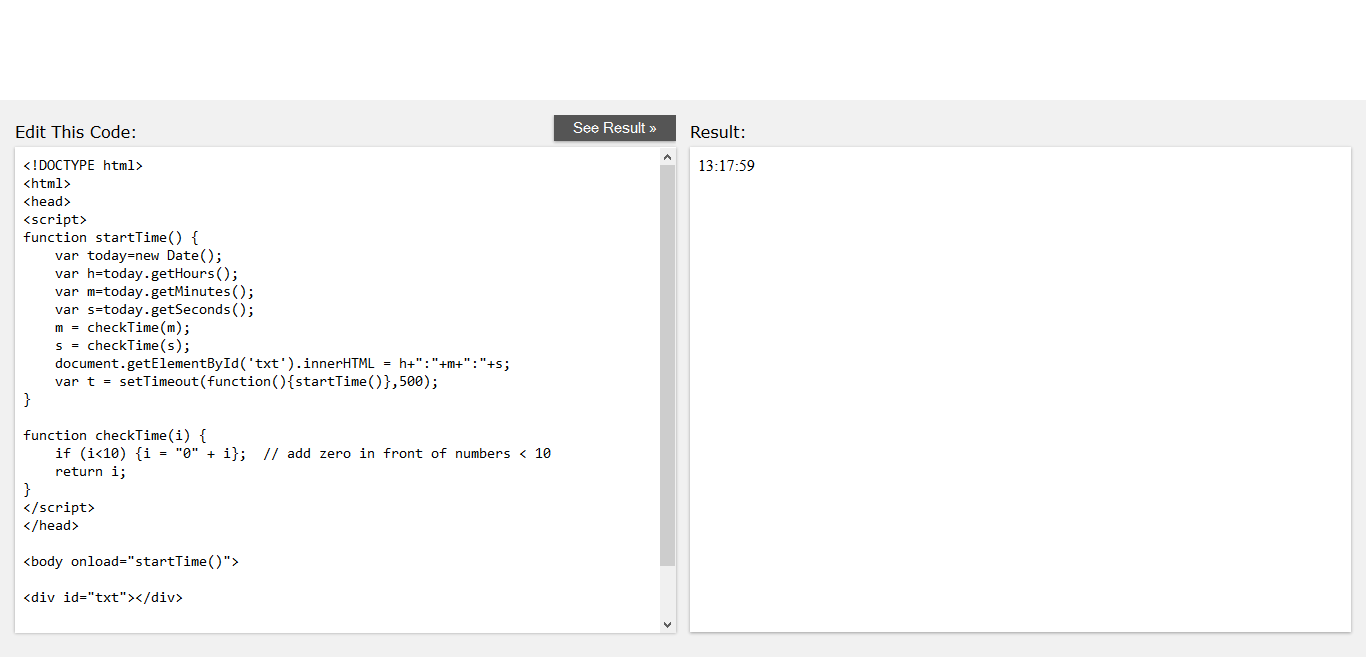 Edit This Code:
See Result »
<!DOCTYPE html>
<html>
<head>
<script>
function startTime() {
    var today=new Date();
    var h=today.getHours();
    var m=today.getMinutes();
    var s=today.getSeconds();
    m = checkTime(m);
    s = checkTime(s);
    document.getElementById('txt').innerHTML = h+":"+m+":"+s;
    var t = setTimeout(function(){startTime()},500);
}

function checkTime(i) {
    if (i<10) {i = "0" + i};  // add zero in front of numbers < 10
    return i;
}
</script>
</head>

<body onload="startTime()">

<div id="txt"></div>
Result:
13:17:59